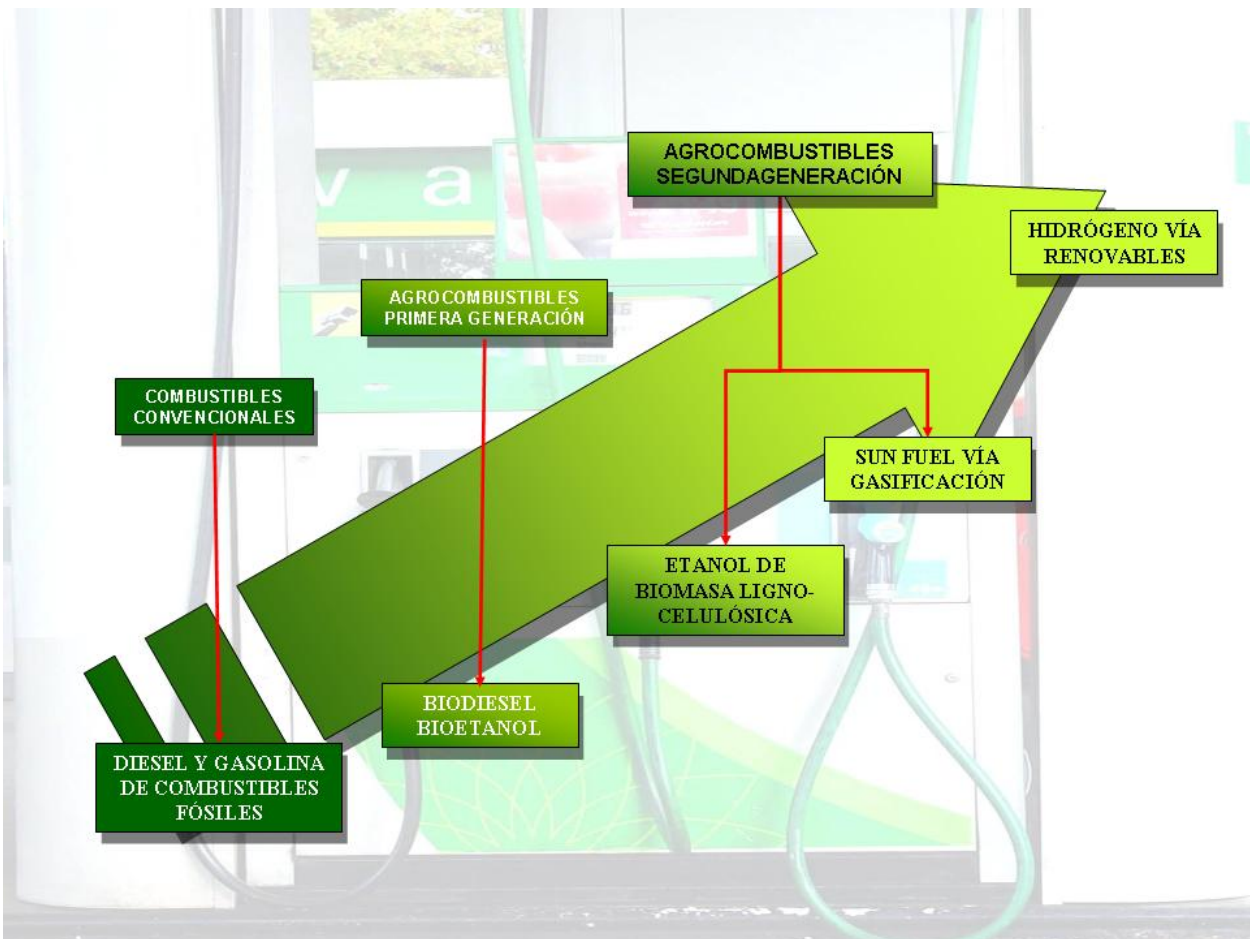 va
AGROCOMBUSTIBLES
SEGUNDAGENERACIÓN
HIDRÓGENO VÍA
RENOVABLES
AGROCOMBUSTIBLES
PRIMERA GENERACIÓN
COMBUSTIBLES
CONVENCIONALES
SUN FUEL VÍA
GASIFICACIÓN
ETANOL DE
BIOMASA LIGNO-
CELULÓSICA
BIODIESEL
BIOETANOL
DIESEL Y GASOLINA
DE COMBUSTIBLES
FÓSILES